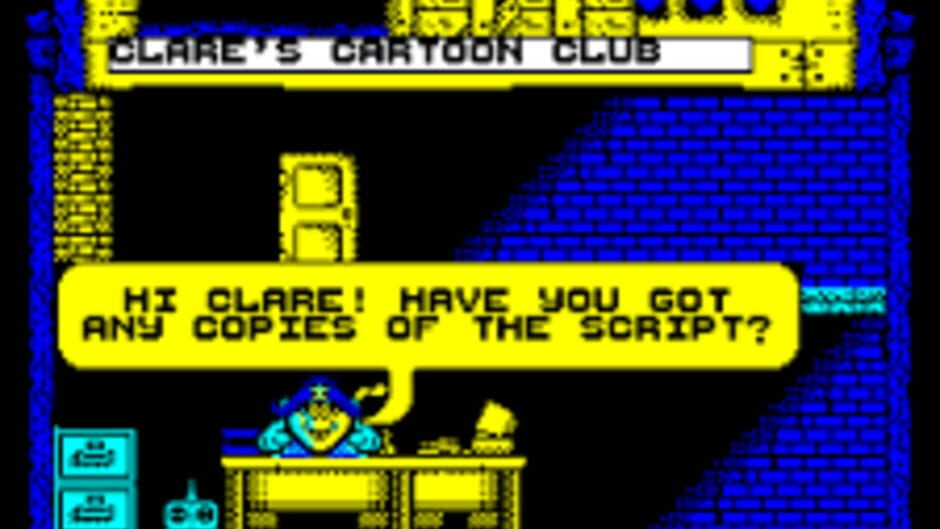 CLARE'S CARTOON CLUB
HI CLARE! HAVE YOU GOT
ANY COPIES OF THE SCRIPT?